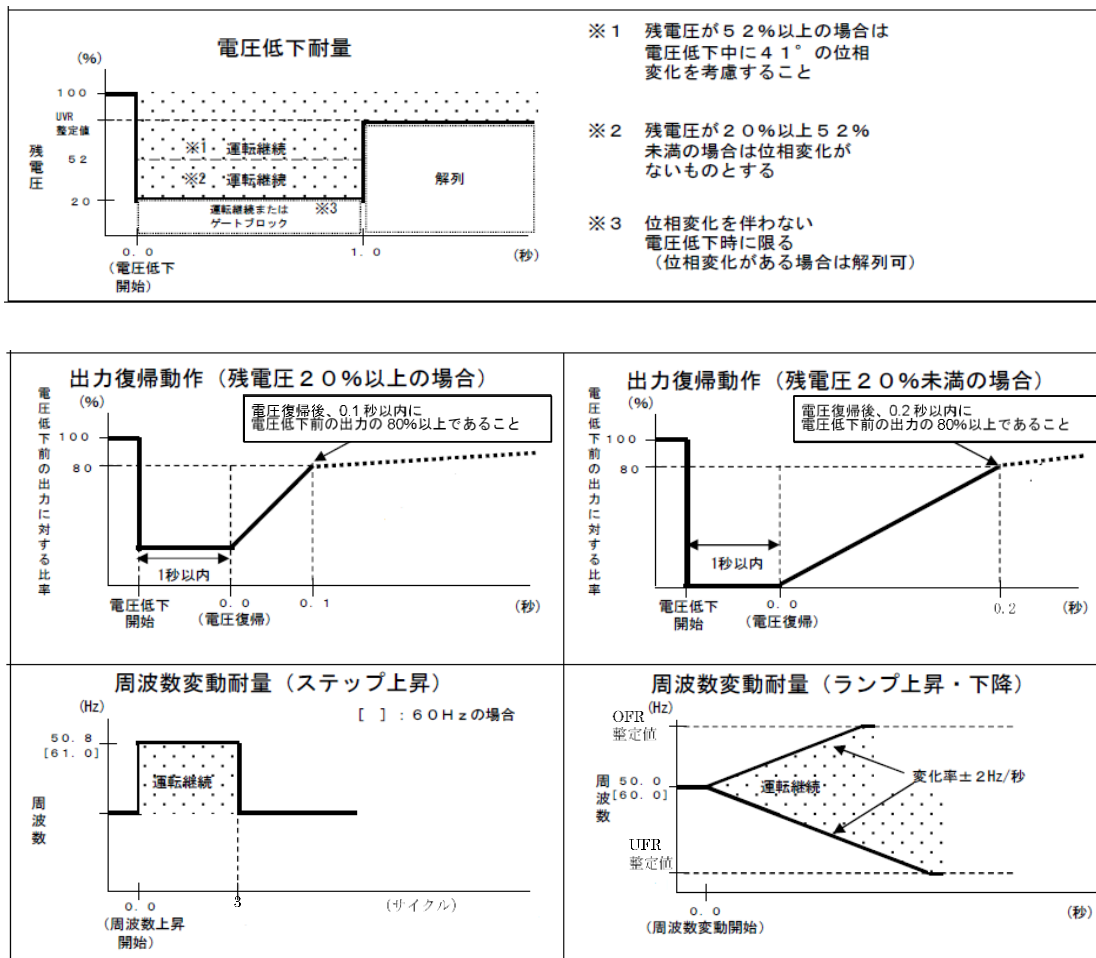 電圧低下耐量
(%)
100
UVR
整定値
52
20
残電圧
※1 運転継続
※2 運転継続
運転継続または ※3
ゲートブロック
解列
0.0
(電圧低下
開始)
1.0
(秒)
※1 残電圧が52%以上の場合は
電圧低下中に41°の位相
変化を考慮すること
※2 残電圧が20%以上52%
未満の場合は位相変化が
ないものとする
※3 位相変化を伴わない
電圧低下時に限る
(位相変化がある場合は解列可)
出力復帰動作(残電圧20%以上の場合)
(%)
電圧低下前の出力に対する比率
電圧復帰後、0.1秒以内に
電圧低下前の出力の80%以上であること
100
80
1秒以内
電圧低下
開始
0.0
(電圧復帰)
0.1
(秒)
出力復帰動作(残電圧20%未満の場合)
(%)
電圧低下前の出力に対する比率
電圧復帰後、0.2秒以内に
電圧低下前の出力の80%以上であること
100
80
1秒以内
電圧低下
開始
0.0
(電圧復帰)
0.2
(秒)
周波数変動耐量(ステップ上昇)
(Hz)
[ ]:60Hzの場合
50.8
[61.0]
運転継続
周波数
0.0
(周波数上昇
開始)
3
(サイクル)
周波数変動耐量(ランプ上昇・下降)
(Hz)
OFR
整定値
50.0
[60.0]
周波数
運転継続
変化率±2Hz/秒
UFR
整定値
0.0
(周波数変動開始)
(秒)